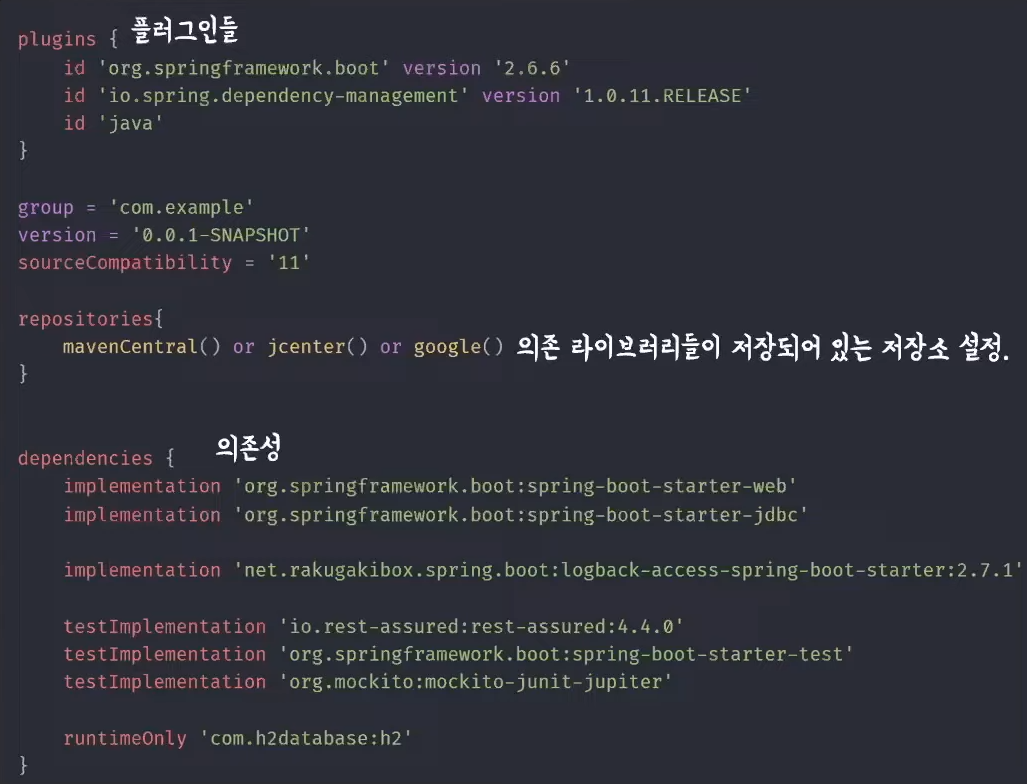 plugins { 플러그인들
id 'org.springframework.boot' version '2.6.6'
id 'io.spring.dependency-management' version '1.0.11.RELEASE'
id 'java'
}
group = 'com.example'
version = '0.0.1-SNAPSHOT'
sourceCompatibility = '11'
repositories{
mavenCentral() or jcenter() or google() 의존 라이브러리들이 저장되어 있는 저장소 설정.
}
dependencies { 의존성
implementation 'org.springframework.boot:spring-boot-starter-web'
implementation 'org.springframework.boot:spring-boot-starter-jdbc'
implementation 'net.rakugakibox.spring.boot:logback-access-spring-boot-starter:2.7.1'
testImplementation 'io.rest-assured:rest-assured:4.4.0'
testImplementation 'org.springframework.boot:spring-boot-starter-test'
testImplementation 'org.mockito:mockito-junit-jupiter'
runtimeOnly 'com.h2database:h2'
}